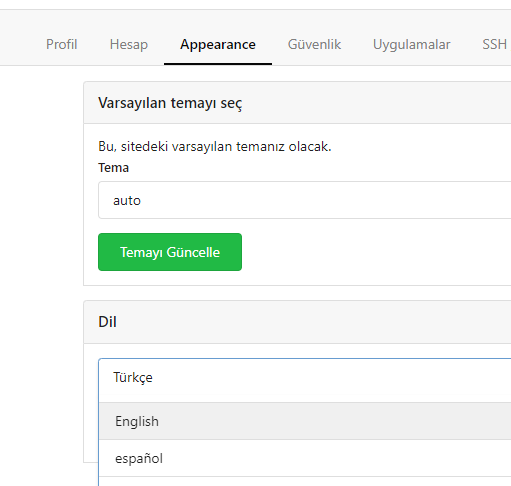 Profil Hesap Appearance Güvenlik Uygulamalar SSH
Varsayılan temayı seç
Bu, sitedeki varsayılan temanız olacak.
Tema
auto
Temayı Güncelle
Dil
Türkçe
English
español